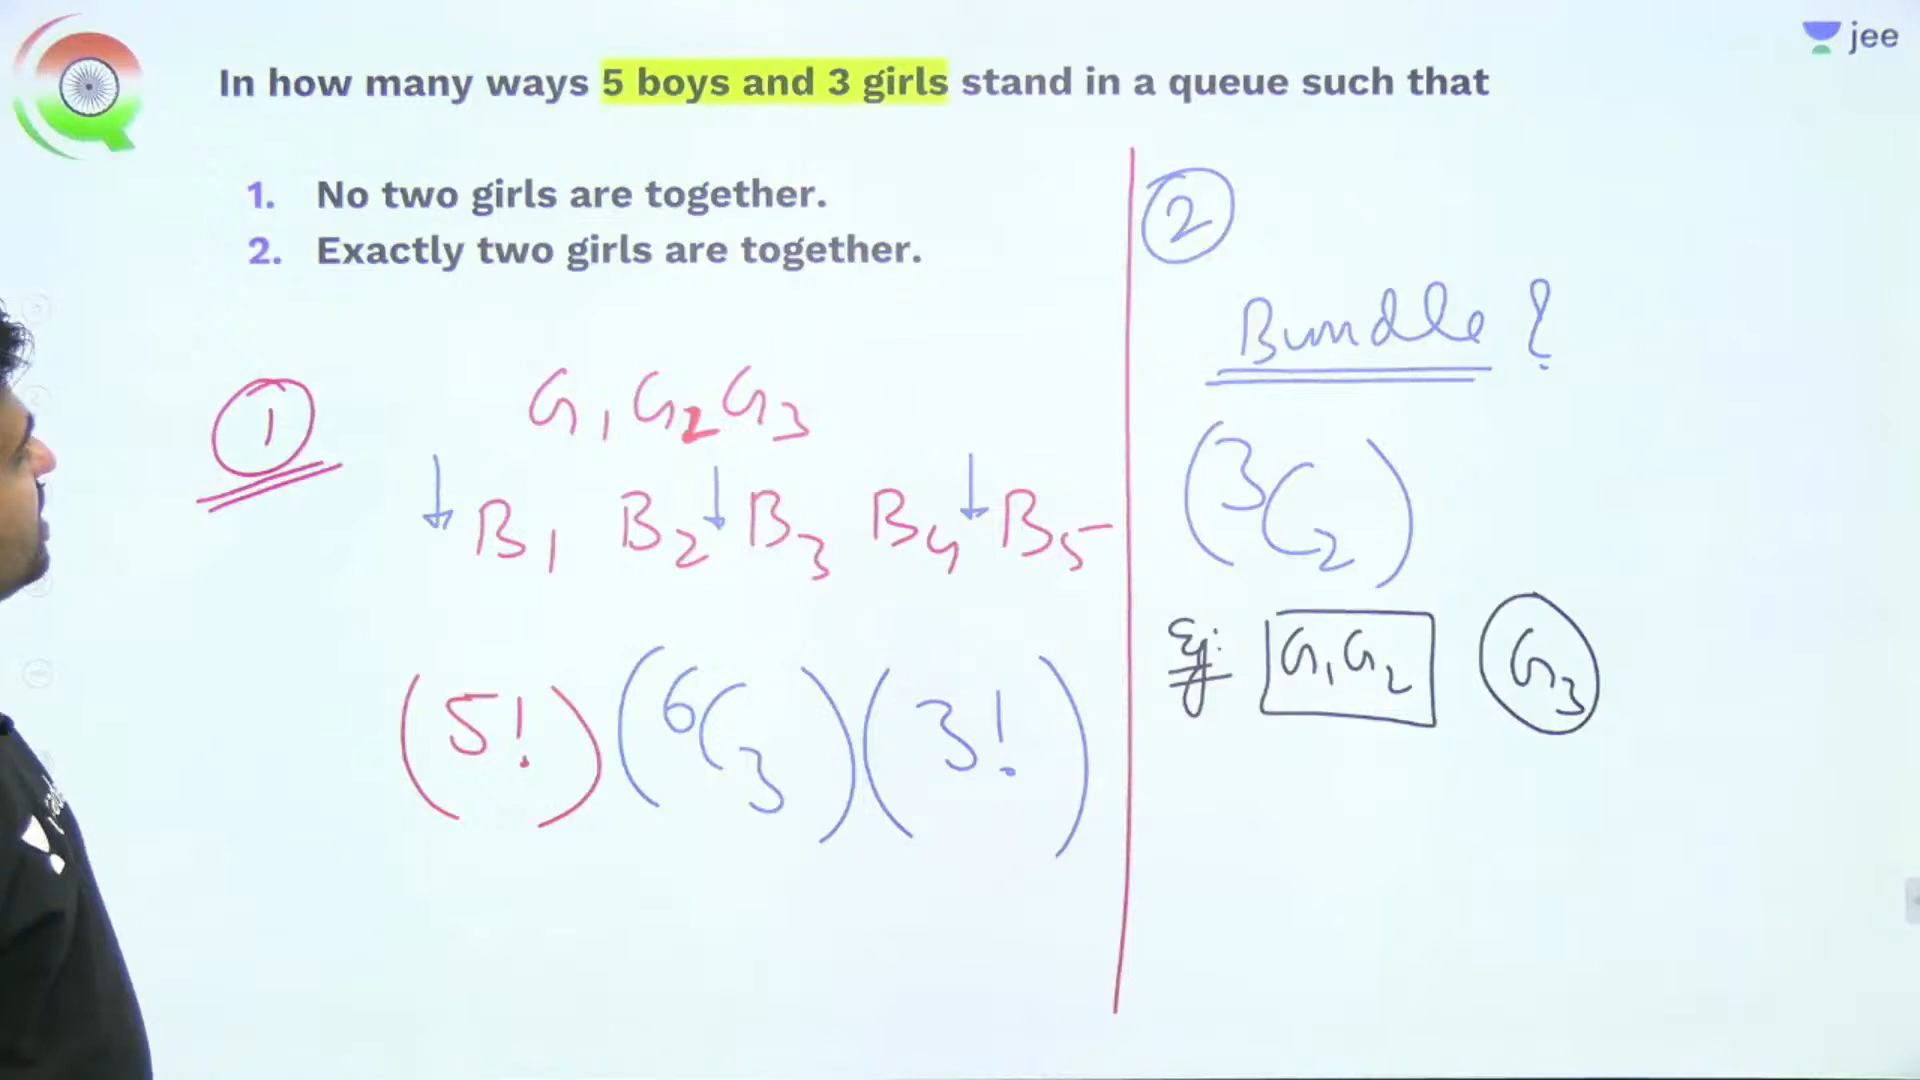 jee
In how many ways 5 boys and 3 girls stand in a queue such that
1. No two girls are together.
2. Exactly two girls are together.
1
G₁ G₂ G₃
B₁ B₂ B₃ B₄ B₅
(5!) (⁶C₃) (3!)
2
Bundle ?
(³C₂)
Eg: G₁G₂ G₃